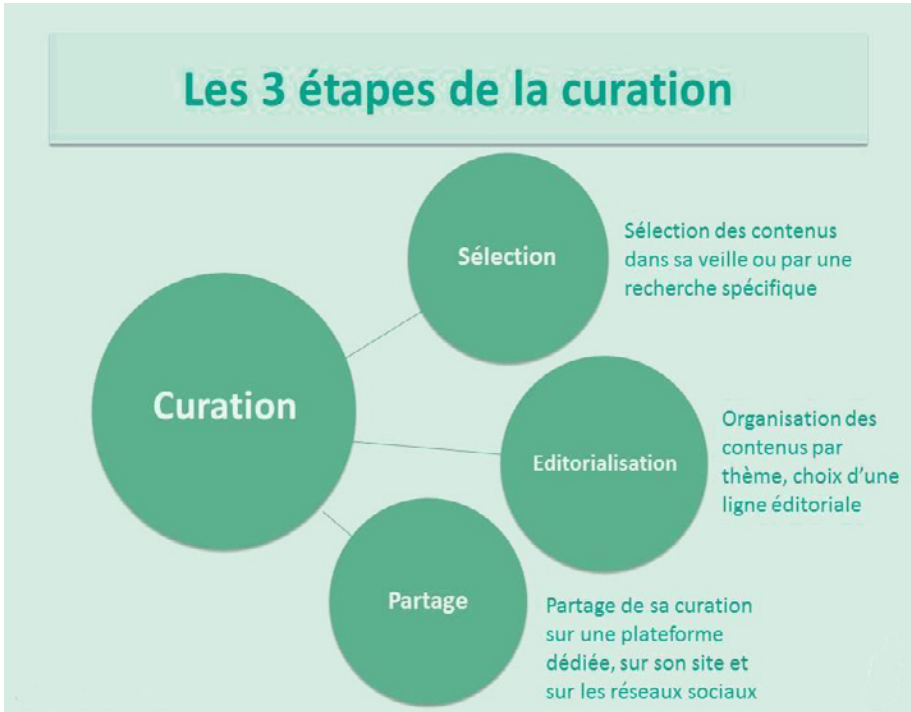 Les 3 étapes de la curation
Sélection
Sélection des contenus
dans sa veille ou par une
recherche spécifique
Curation
Editorialisation
Organisation des
contenus par
thème, choix d'une
ligne éditoriale
Partage
Partage de sa curation
sur une plateforme
dédiée, sur son site et
sur les réseaux sociaux